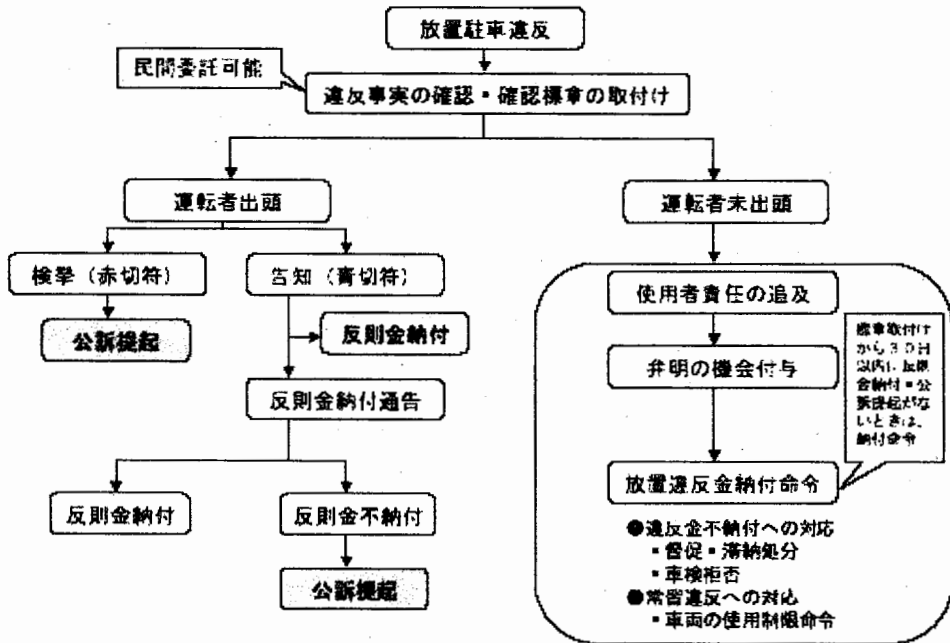 放置駐車違反
民間委託可能
違反事実の確認・確認標章の取付け
運転者出頭
運転者未出頭
検挙（赤切符）
告知（青切符）
使用者責任の追及
公訴提起
反則金納付
弁明の機会付与
標章取付け
から３０日
以内に反則
金納付・公
訴提起がな
いときは、
納付命令
反則金納付通告
放置違反金納付命令
反則金納付
反則金不納付
公訴提起
●違反金不納付への対応
・督促・滞納処分
・車検拒否
●常習違反への対応
・車両の使用制限命令